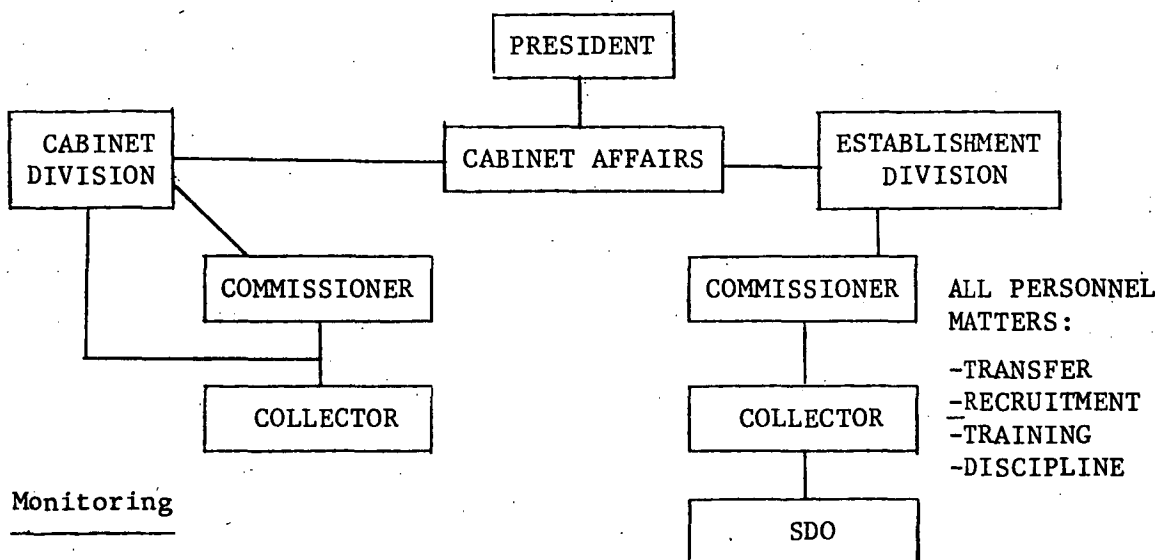 PRESIDENT
CABINET
DIVISION
CABINET AFFAIRS
ESTABLISHMENT
DIVISION
COMMISSIONER
COLLECTOR
COMMISSIONER
COLLECTOR
SDO
ALL PERSONNEL
MATTERS:
-TRANSFER
-RECRUITMENT
-TRAINING
-DISCIPLINE
Monitoring